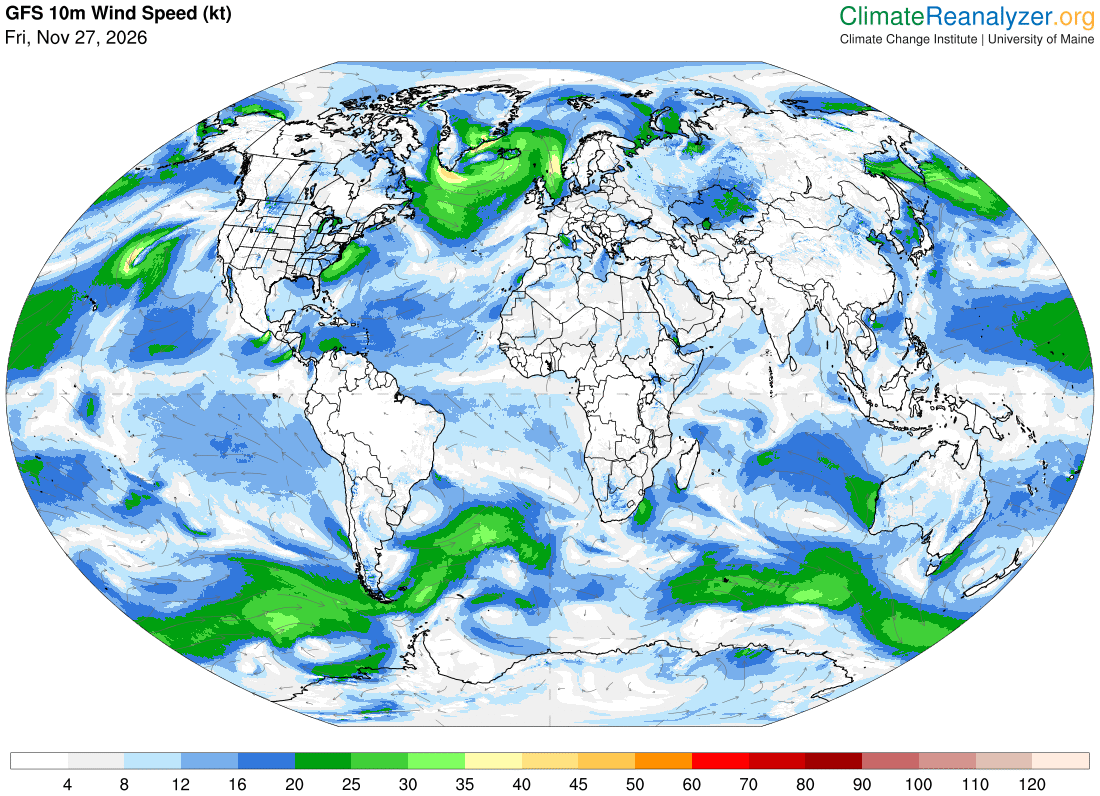 GFS 10m Wind Speed (kt)
Fri, Nov 27, 2026
ClimateReanalyzer.org
Climate Change Institute | University of Maine
4 8 12 16 20 25 30 35 40 45 50 60 70 80 90 100 110 120